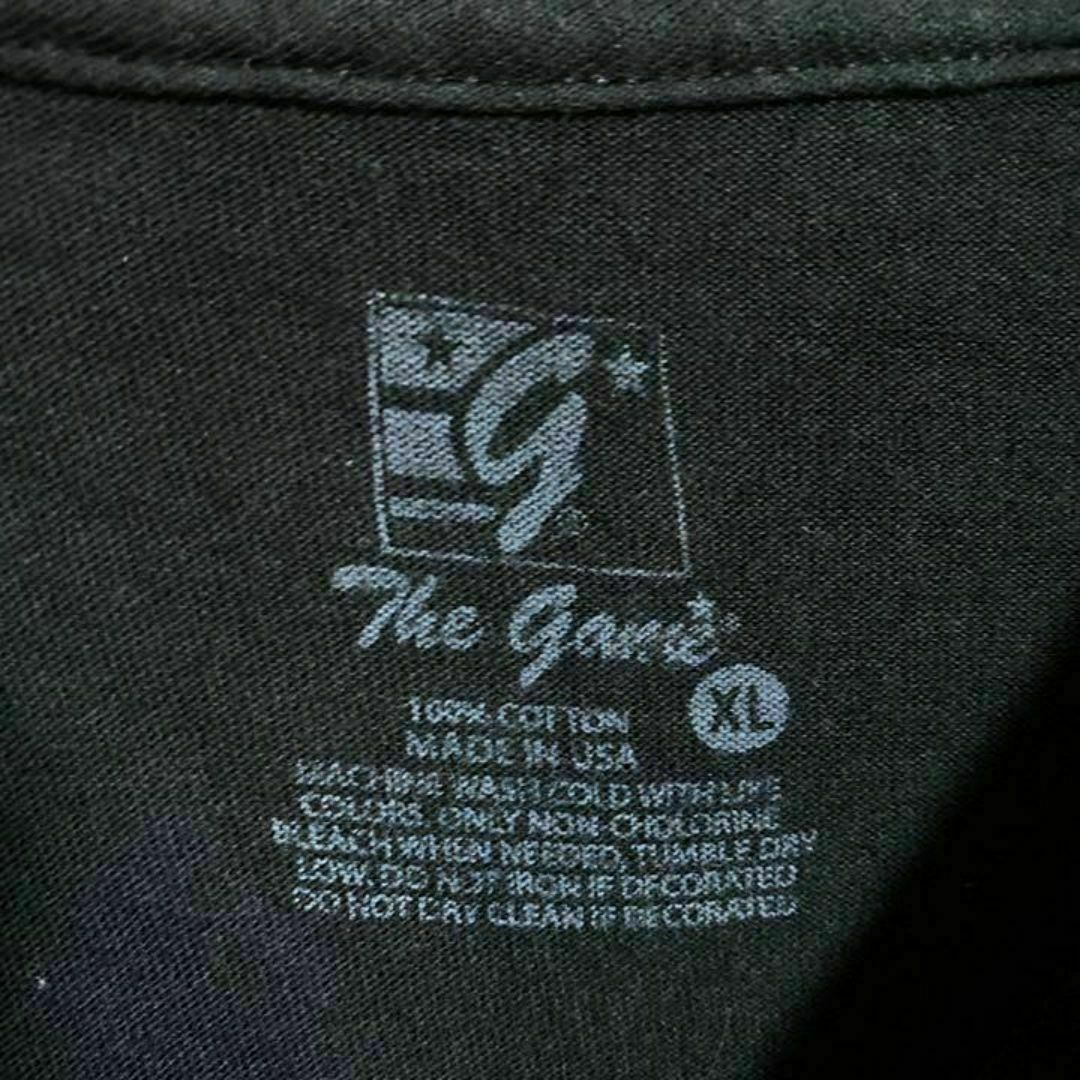 G®
The Game
XL
100% COTTON
MADE IN USA
MACHINE WASH COLD WITH LIKE
COLORS. ONLY NON-CHOLORINE
BLEACH WHEN NEEDED, TUMBLE DRY
LOW. DO NOT IRON IF DECORATED
DO NOT DRY CLEAN IF DECORATED